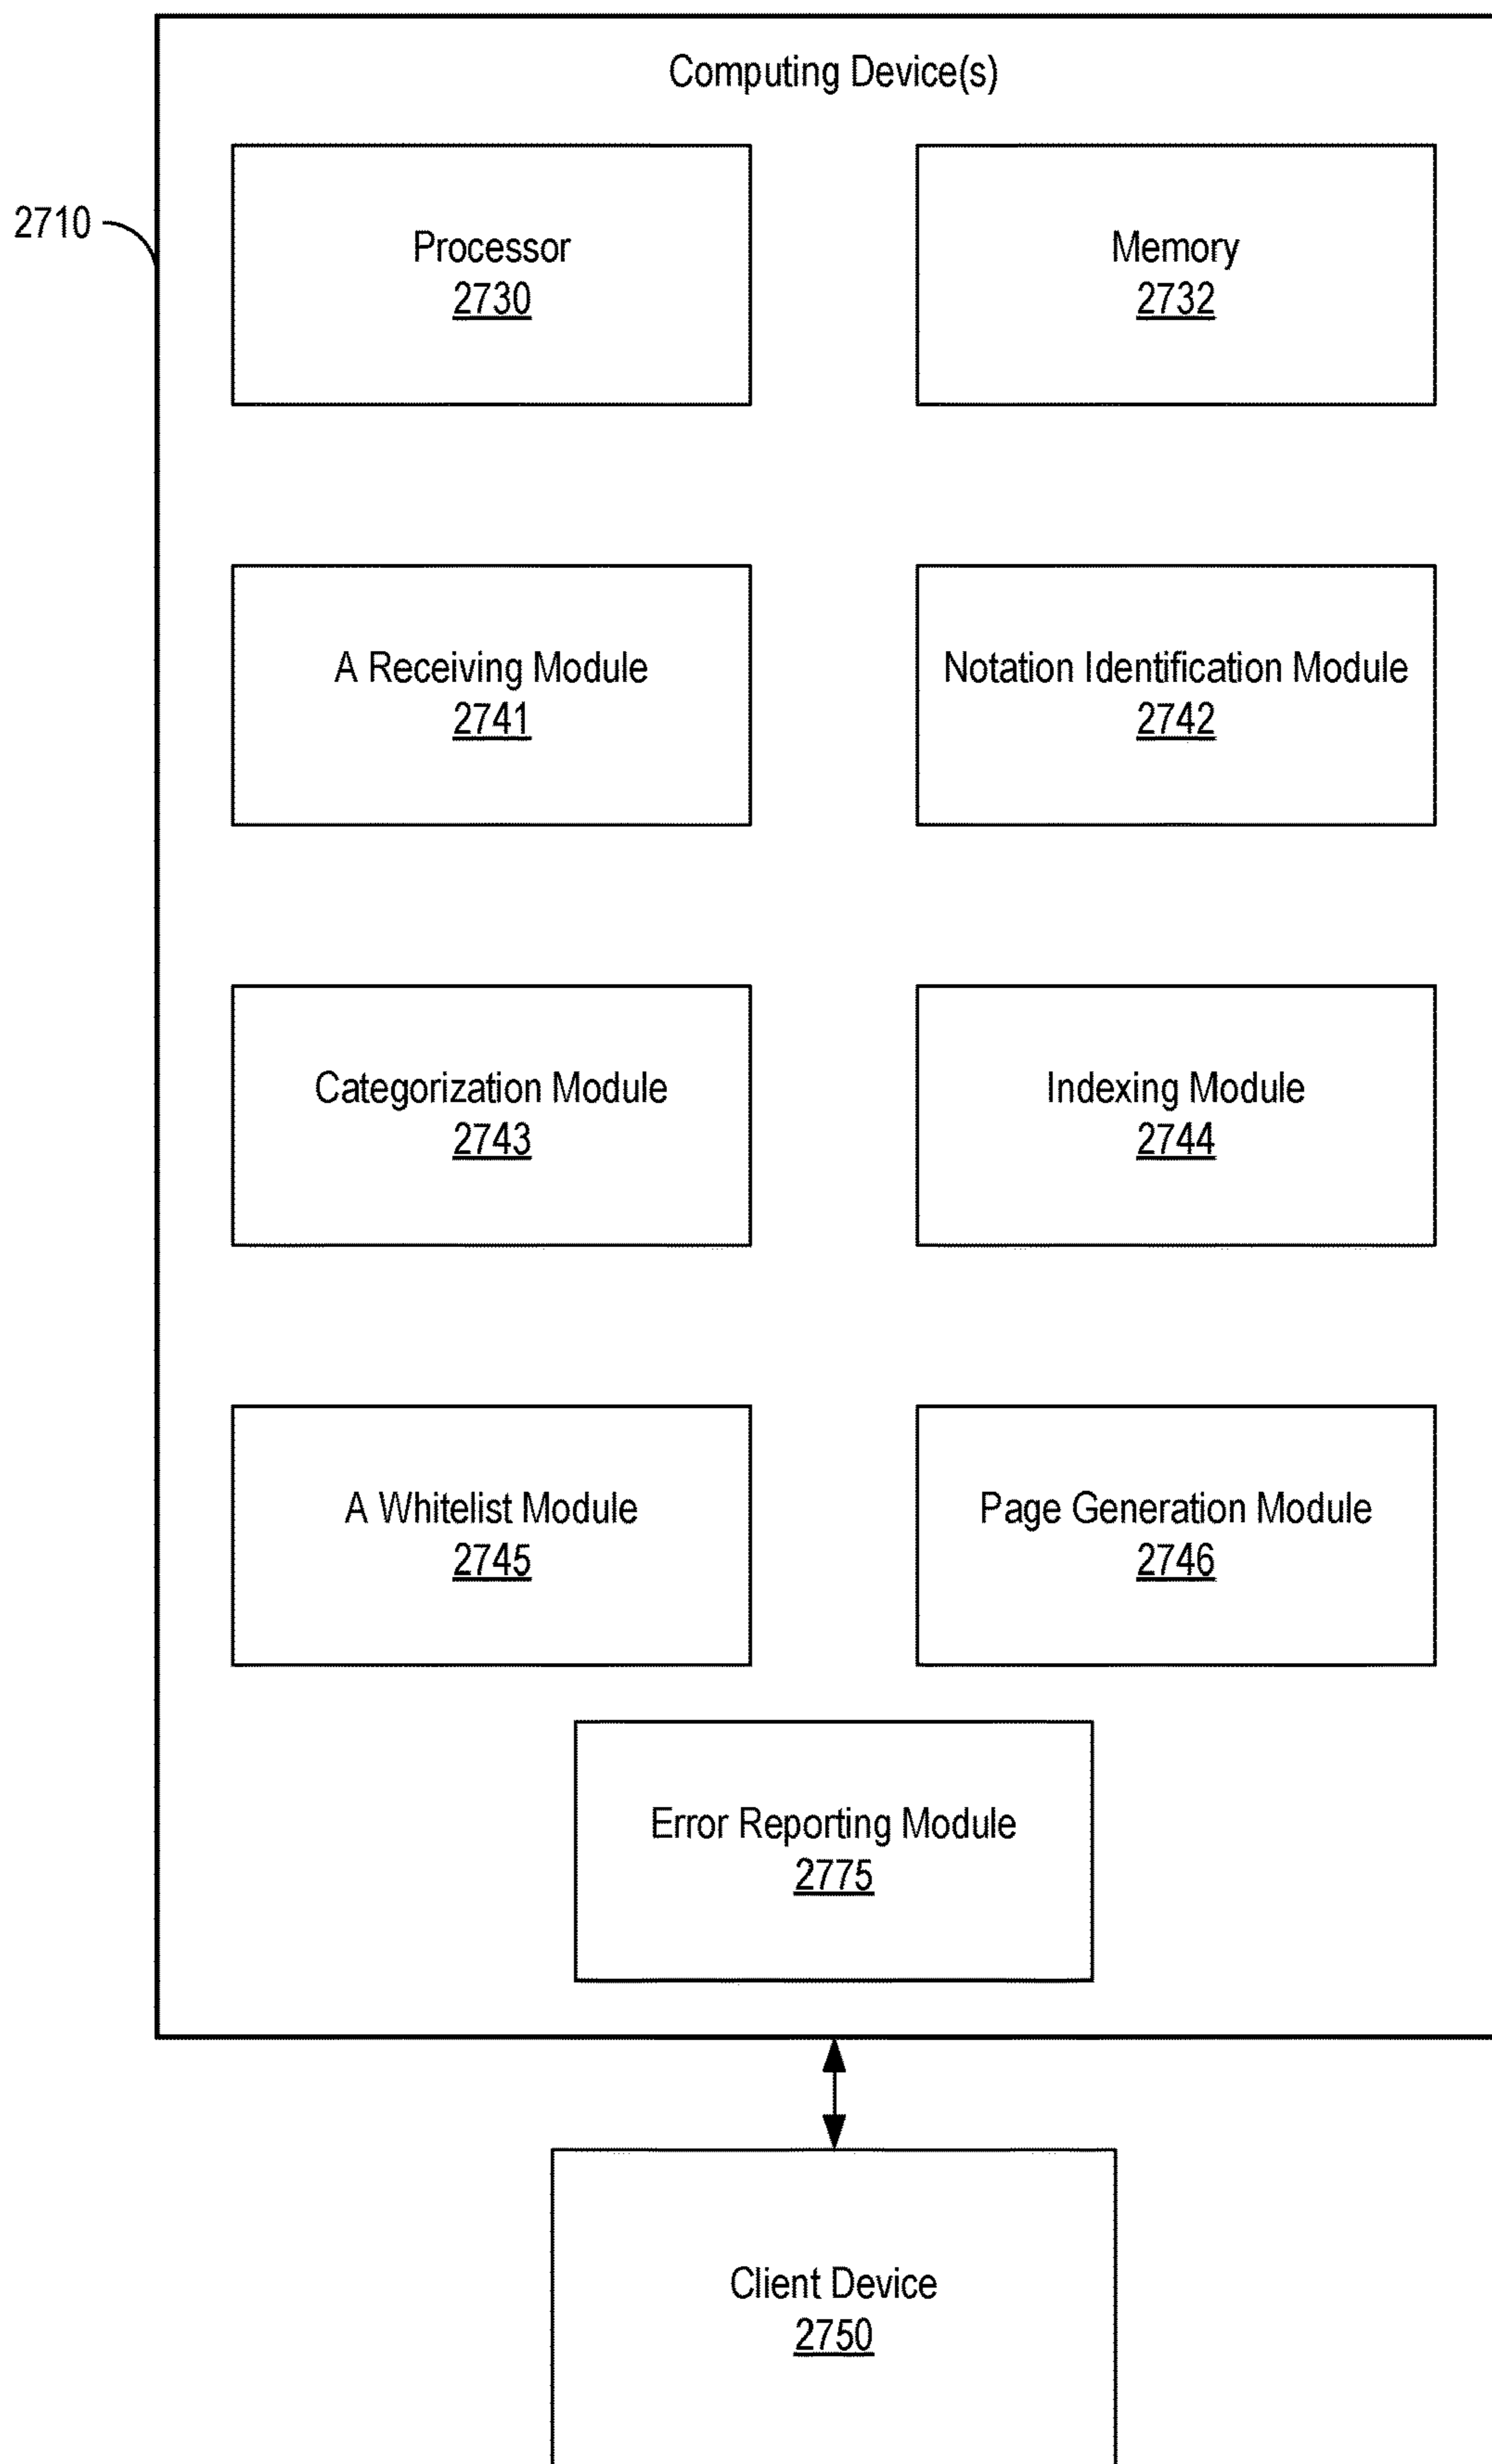 Computing Device(s)
2710
Processor
2730
Memory
2732
A Receiving Module
2741
Notation Identification Module
2742
Categorization Module
2743
Indexing Module
2744
A Whitelist Module
2745
Page Generation Module
2746
Error Reporting Module
2775
Client Device
2750